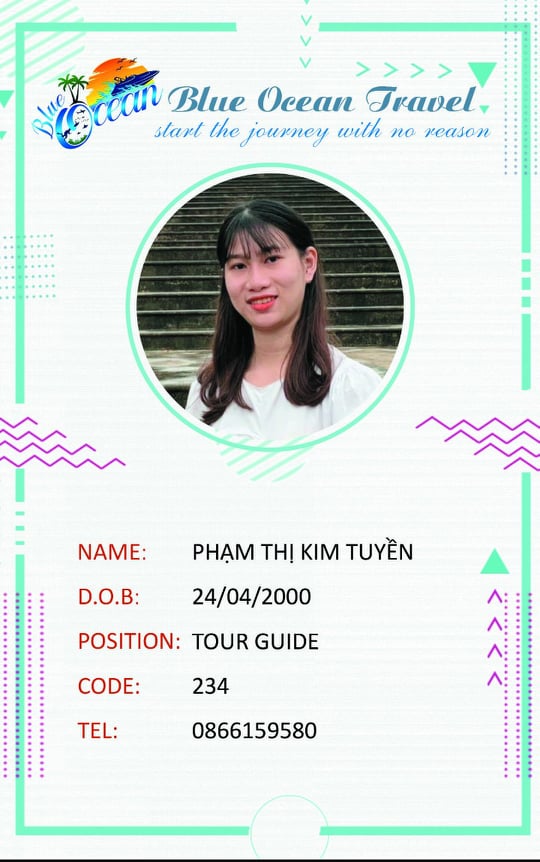 Blue Ocean
Blue Ocean Travel
start the journey with no reason
NAME: PHẠM THỊ KIM TUYỀN
D.O.B: 24/04/2000
POSITION: TOUR GUIDE
CODE: 234
TEL: 0866159580